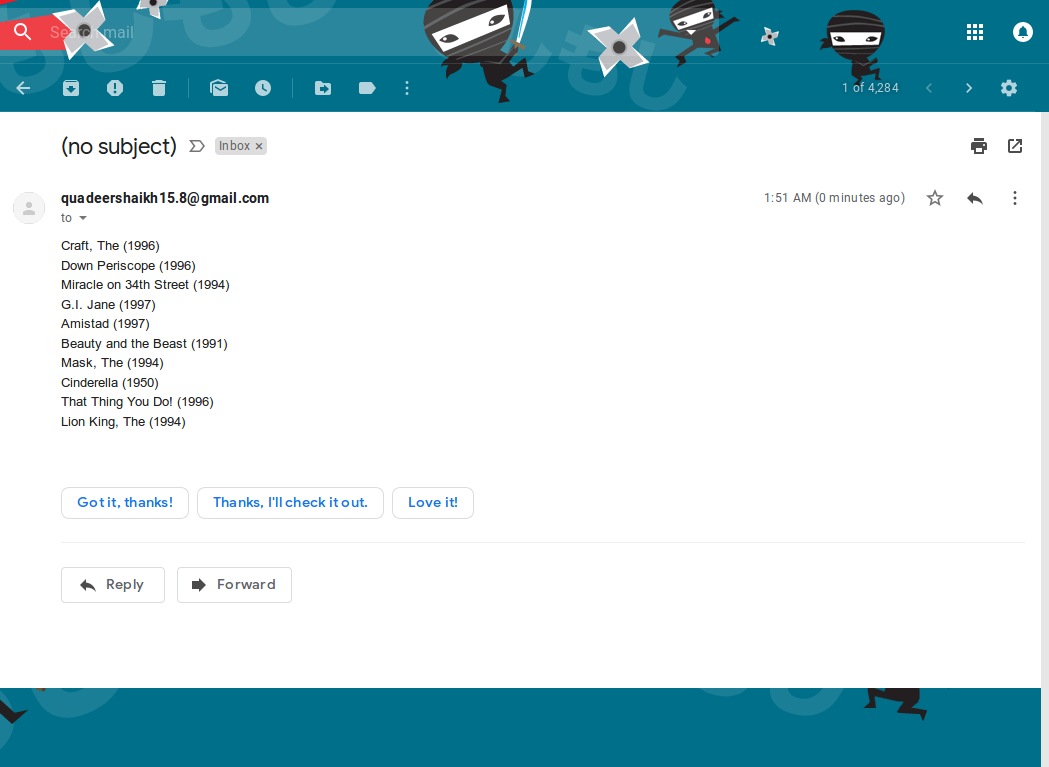 Search mail
1 of 4,284
(no subject)
Inbox ×
quadeershaikh15.8@gmail.com
1:51 AM (0 minutes ago)
to
Craft, The (1996)
Down Periscope (1996)
Miracle on 34th Street (1994)
G.I. Jane (1997)
Amistad (1997)
Beauty and the Beast (1991)
Mask, The (1994)
Cinderella (1950)
That Thing You Do! (1996)
Lion King, The (1994)
Got it, thanks!
Thanks, I'll check it out.
Love it!
Reply
Forward